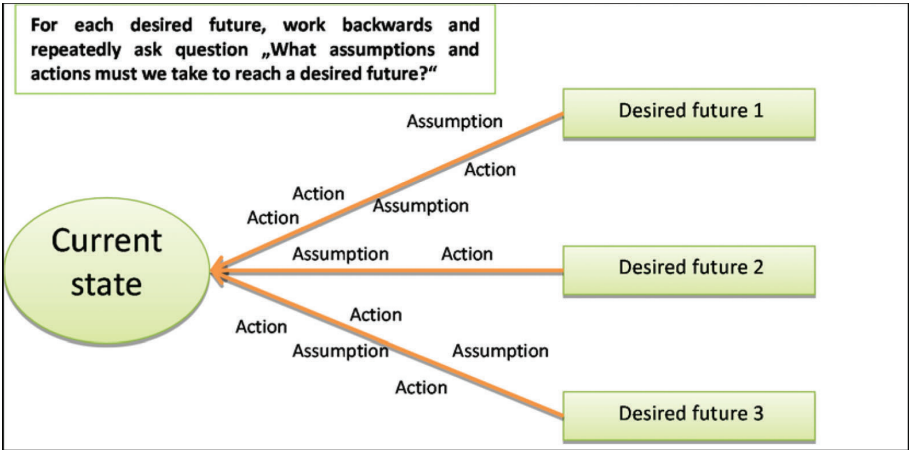 For each desired future, work backwards and
repeatedly ask question „What assumptions and
actions must we take to reach a desired future?“
Assumption
Desired future 1
Action
Action
Assumption
Action
Current
state
Assumption
Action
Desired future 2
Action
Action
Assumption
Assumption
Action
Desired future 3